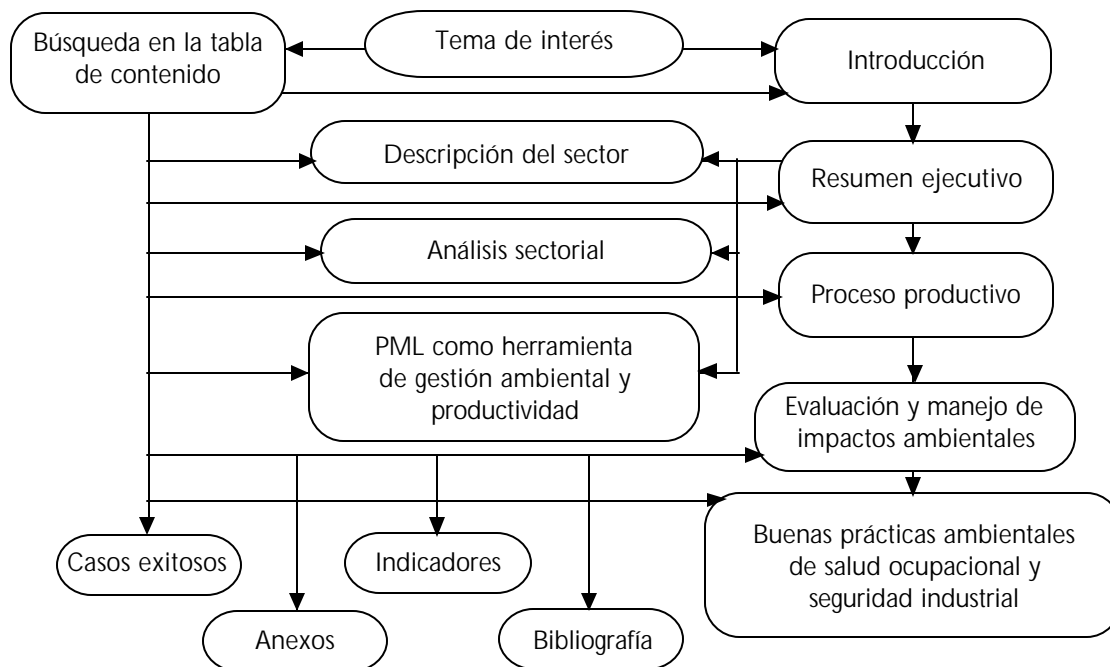 Búsqueda en la tabla
de contenido
Tema de interés
Introducción
Descripción del sector
Resumen ejecutivo
Análisis sectorial
Proceso productivo
PML como herramienta
de gestión ambiental y
productividad
Evaluación y manejo de
impactos ambientales
Casos exitosos
Indicadores
Buenas prácticas ambientales
de salud ocupacional y
seguridad industrial
Anexos
Bibliografía